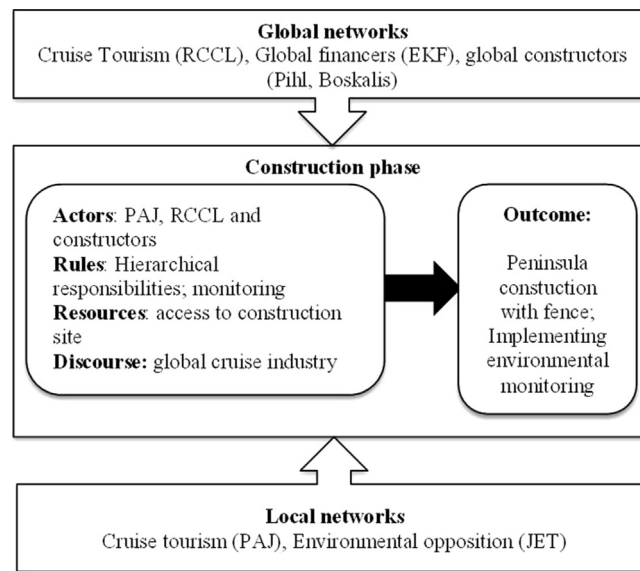 Global networks
Cruise Tourism (RCCL), Global financers (EKF), global constructors
(Pihl, Boskalis)
Construction phase
Actors: PAJ, RCCL and
constructors
Rules: Hierarchical
responsibilities; monitoring
Resources: access to construction
site
Discourse: global cruise industry
Outcome:
Peninsula
constuction
with fence;
Implementing
environmental
monitoring
Local networks
Cruise tourism (PAJ), Environmental opposition (JET)